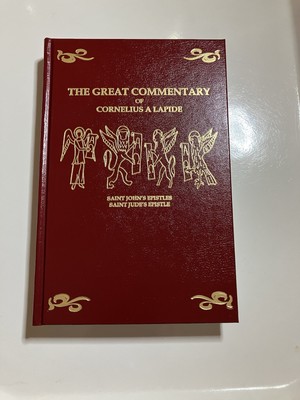 THE GREAT COMMENTARY
OF
CORNELIUS A LAPIDE
SAINT JOHN'S EPISTLES
SAINT JUDE'S EPISTLE